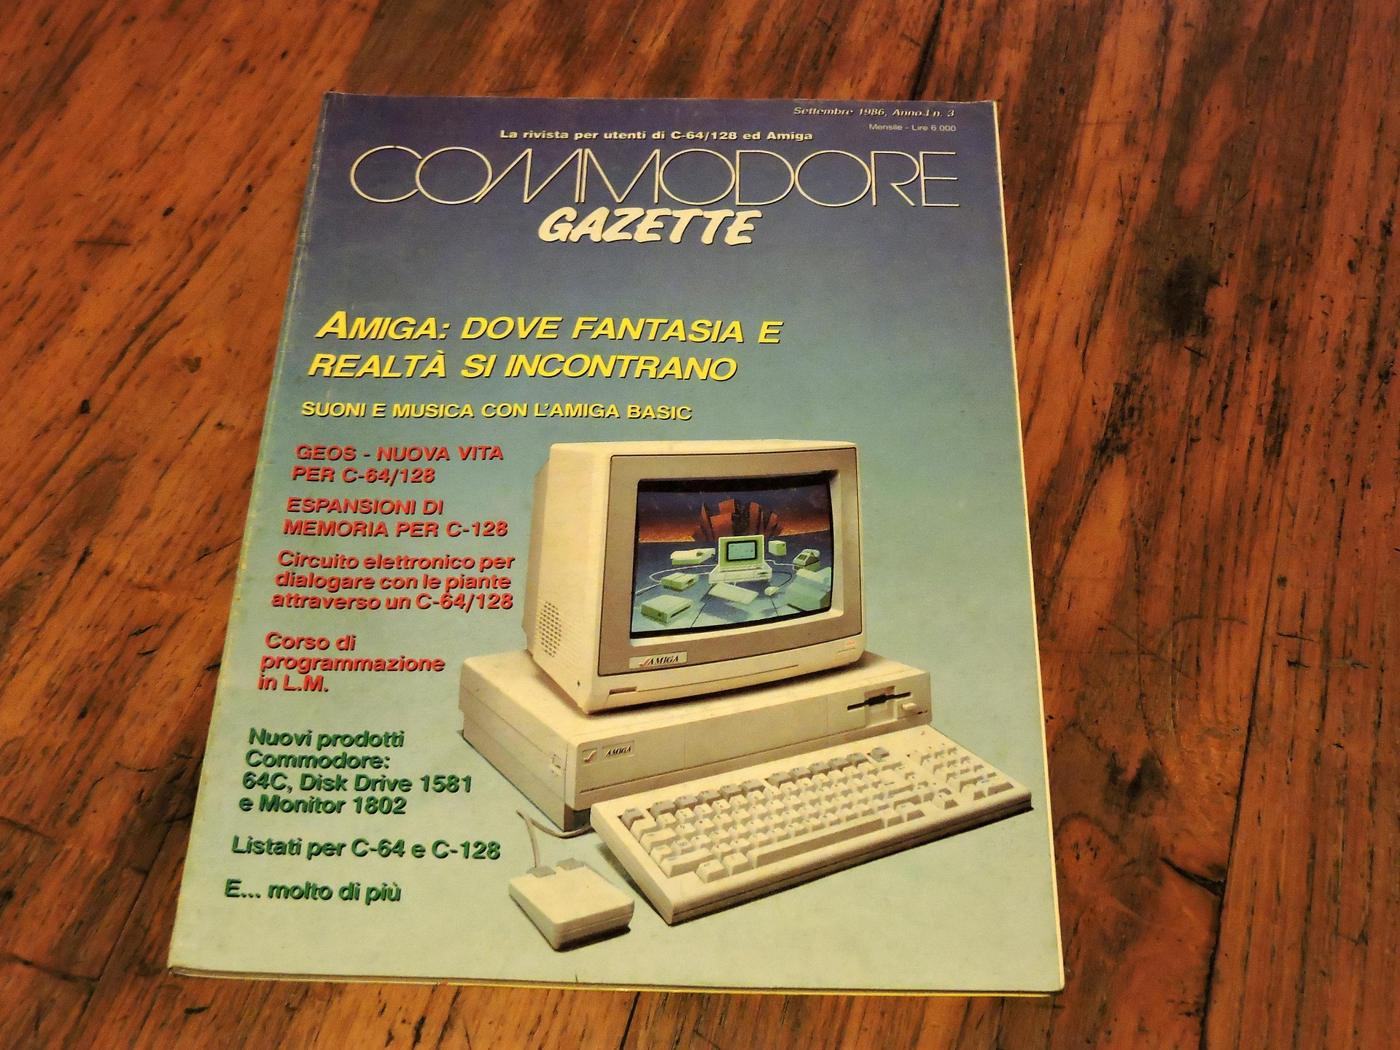 Settembre 1986, Anno I n. 3
Mensile - Lire 6.000
La rivista per utenti di C-64/128 ed Amiga
COMMODORE
GAZETTE
AMIGA: DOVE FANTASIA E
REALTÀ SI INCONTRANO
SUONI E MUSICA CON L'AMIGA BASIC
GEOS - NUOVA VITA
PER C-64/128
ESPANSIONI DI
MEMORIA PER C-128
Circuito elettronico per
dialogare con le piante
attraverso un C-64/128
Corso di
programmazione
in L.M.
Nuovi prodotti
Commodore:
64C, Disk Drive 1581
e Monitor 1802
Listati per C-64 e C-128
E... molto di più
AMIGA
AMIGA